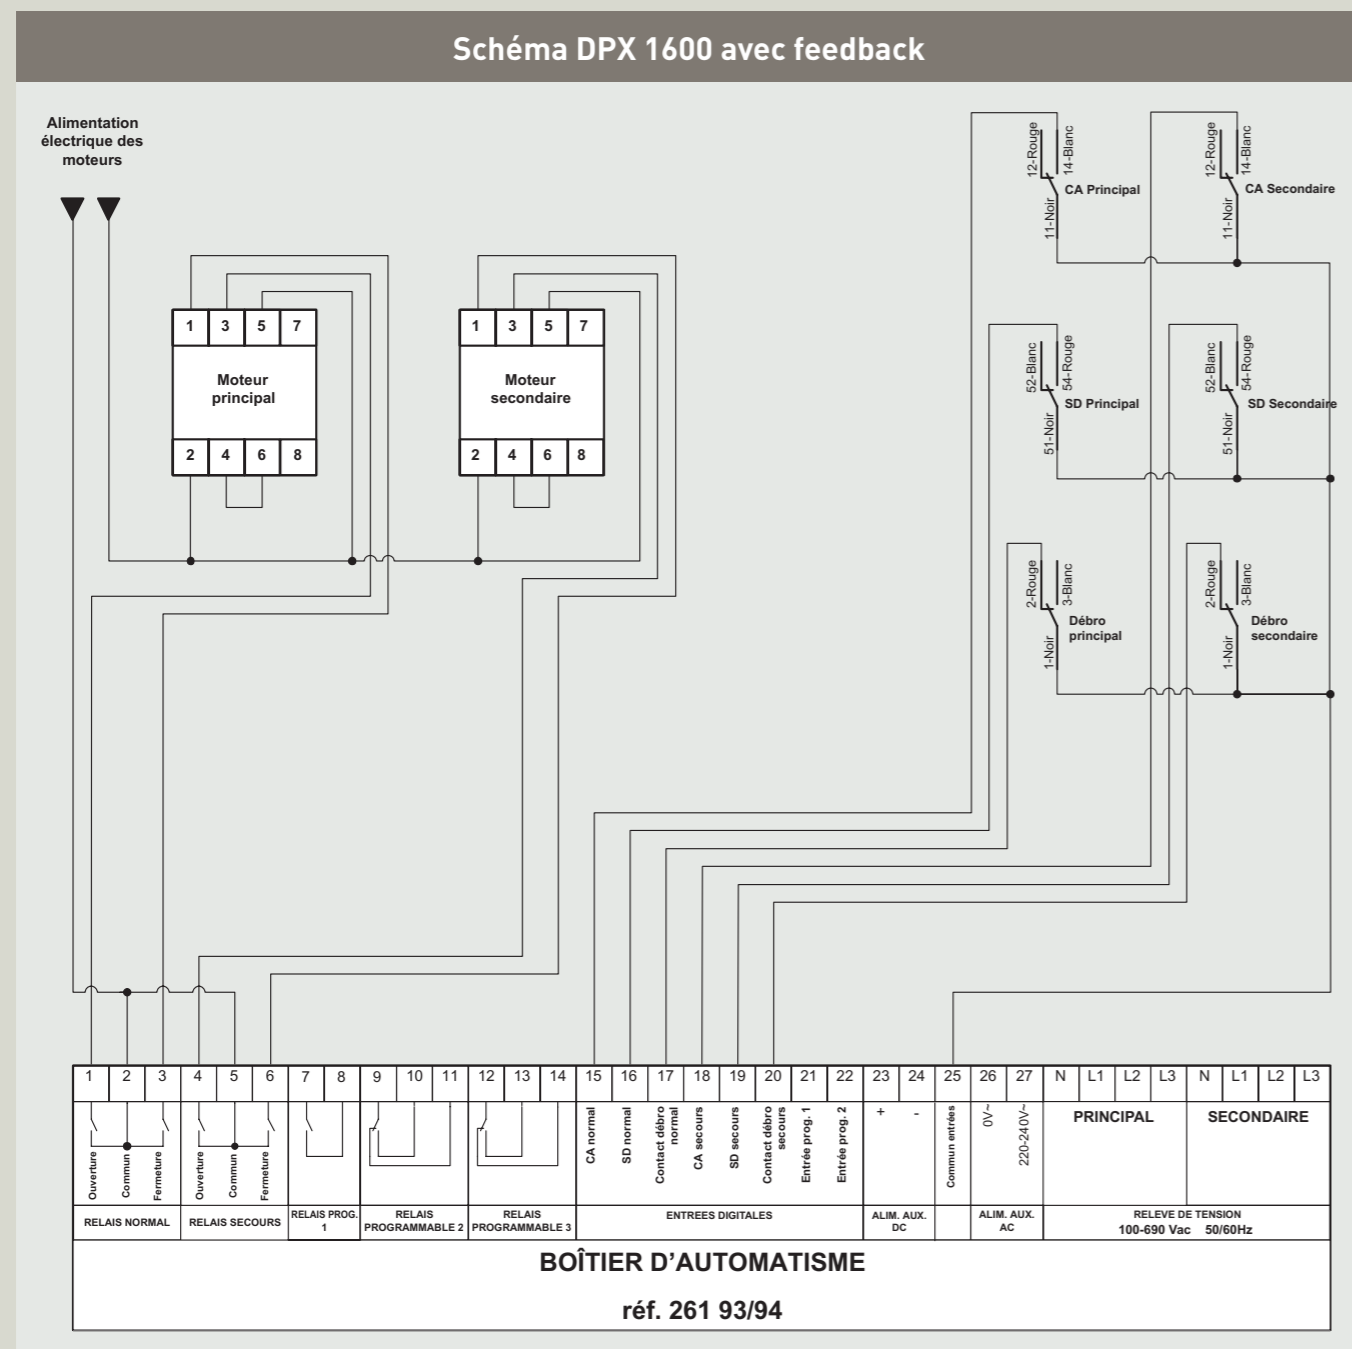 Schéma DPX 1600 avec feedback
Alimentation
électrique des
moteurs
1 3 5 7
Moteur
principal
2 4 6 8
1 3 5 7
Moteur
secondaire
2 4 6 8
12-Rouge
14-Blanc
11-Noir
CA Principal
12-Rouge
14-Blanc
11-Noir
CA Secondaire
52-Blanc
54-Rouge
51-Noir
SD Principal
52-Blanc
54-Rouge
51-Noir
SD Secondaire
2-Rouge
3-Blanc
1-Noir
Débro
principal
2-Rouge
3-Blanc
1-Noir
Débro
secondaire
1 2 3 4 5 6 7 8 9 10 11 12 13 14 15 16 17 18 19 20 21 22 23 24 25 26 27 N L1 L2 L3 N L1 L2 L3
Ouverture
Commun
Fermeture
Ouverture
Commun
Fermeture
CA normal
SD normal
Contact débro
normal
CA secours
SD secours
Contact débro
secours
Entrée prog. 1
Entrée prog. 2
+
-
Commun entrées
0V~
220-240V~
PRINCIPAL
SECONDAIRE
RELAIS NORMAL
RELAIS SECOURS
RELAIS PROG.
1
RELAIS
PROGRAMMABLE 2
RELAIS
PROGRAMMABLE 3
ENTREES DIGITALES
ALIM. AUX.
DC
ALIM. AUX.
AC
RELEVE DE TENSION
100-690 Vac 50/60Hz
BOÎTIER D'AUTOMATISME
réf. 261 93/94